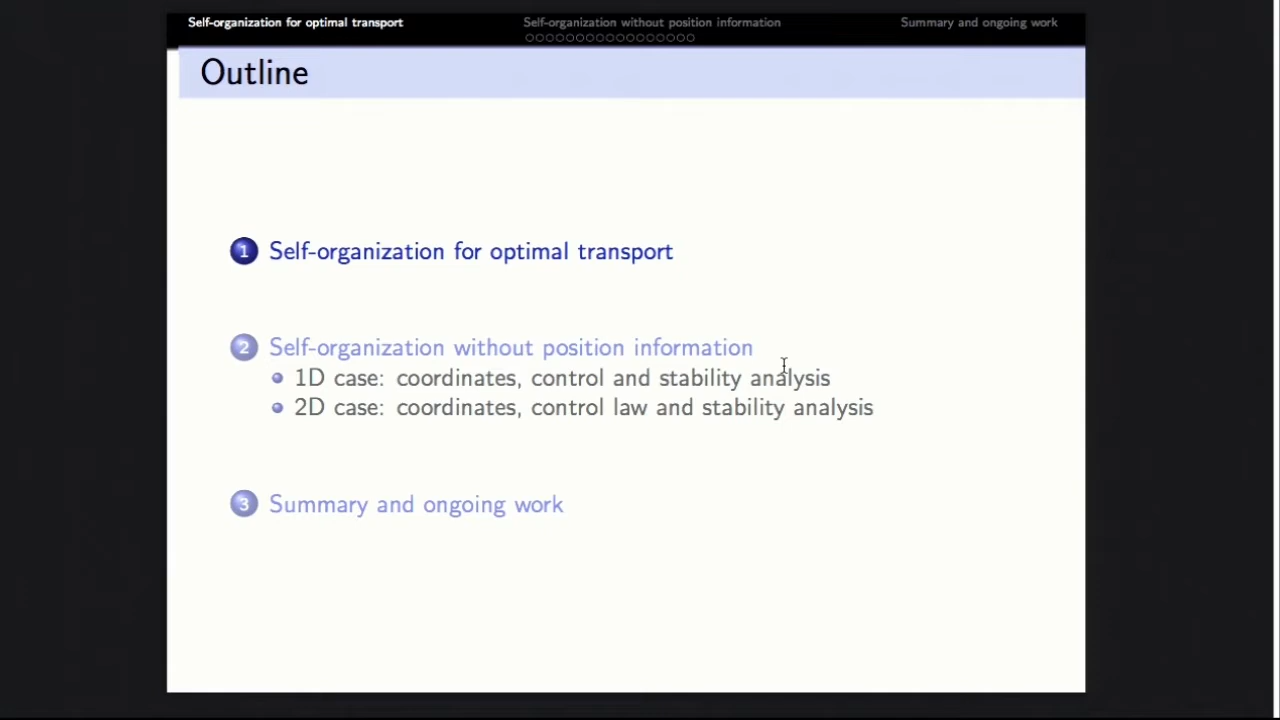 Self-organization for optimal transport
Self-organization without position information
Summary and ongoing work
Outline
1 Self-organization for optimal transport
2 Self-organization without position information
1D case: coordinates, control and stability analysis
2D case: coordinates, control law and stability analysis
3 Summary and ongoing work